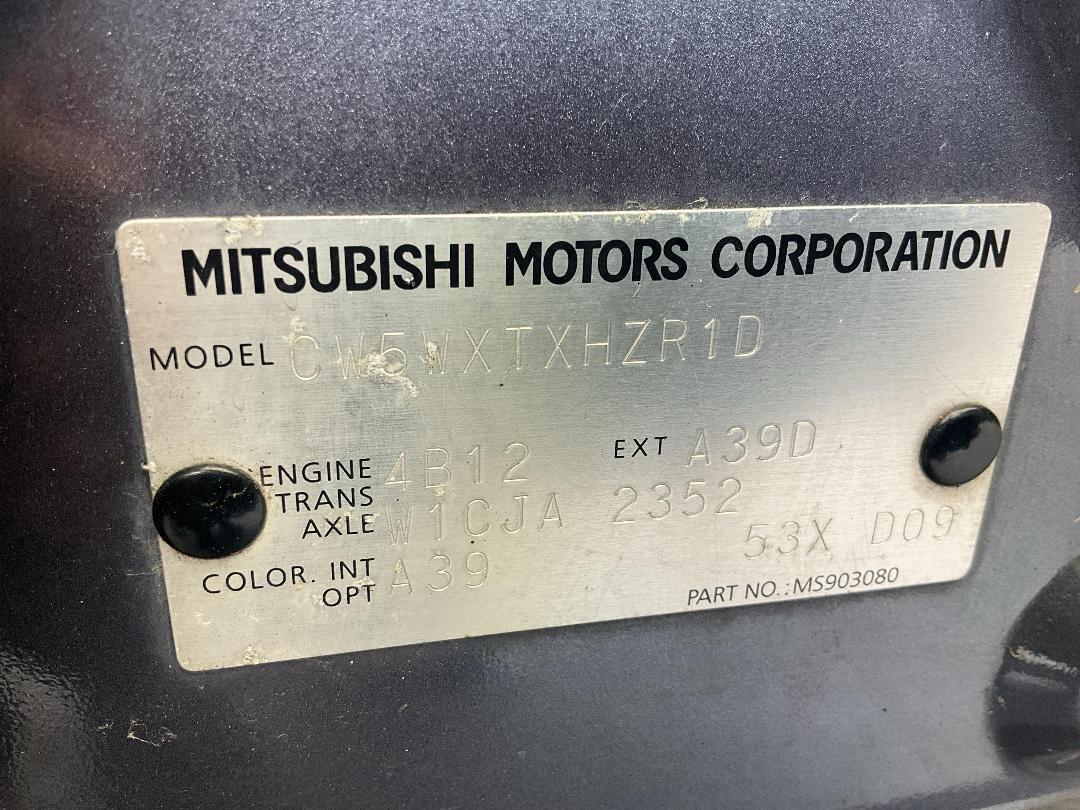 MITSUBISHI MOTORS CORPORATION
MODEL CW5WXTXHZR1D
ENGINE 4B12 EXT A39D
TRANS
AXLE W1CJA 2352
53X D09
COLOR. INT A39
OPT
PART NO.:MS903080